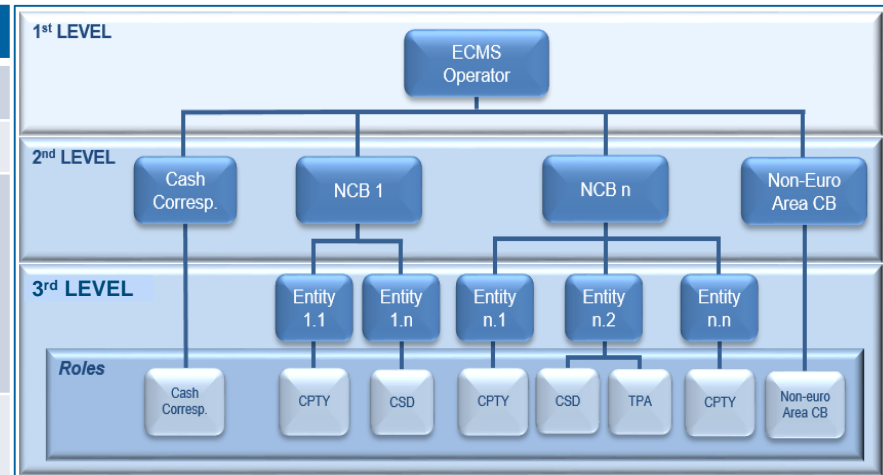 1st LEVEL
ECMS
Operator
2nd LEVEL
Cash
Corresp.
NCB 1
NCB n
Non-Euro
Area CB
3rd LEVEL
Entity
1.1
Entity
1.n
Entity
n.1
Entity
n.2
Entity
n.n
Roles
Cash
Corresp.
CPTY
CSD
CPTY
CSD
TPA
CPTY
Non-euro
Area CB